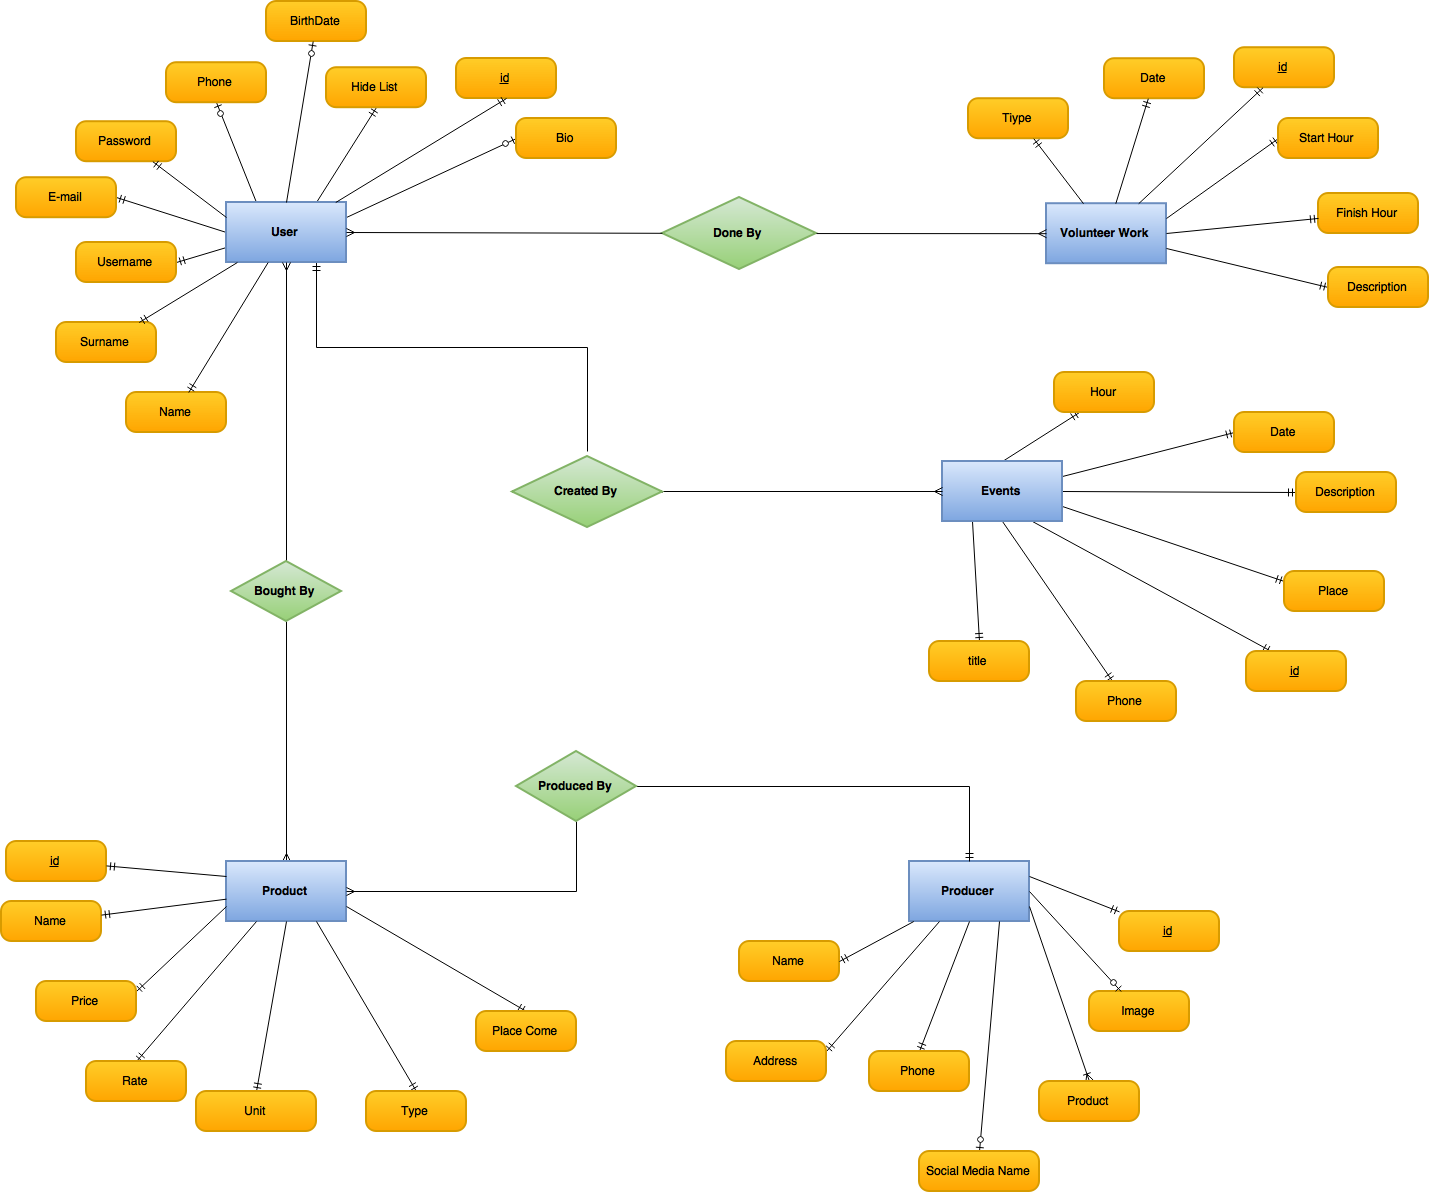 BirthDate
Phone
Hide List
id
Bio
Password
E-mail
Username
Surname
Name
User
Done By
Tiype
Date
id
Start Hour
Finish Hour
Description
Volunteer Work
Created By
Hour
Date
Description
Place
id
Phone
title
Events
Bought By
Produced By
id
Name
Price
Rate
Unit
Type
Place Come
Product
Producer
Name
Address
Phone
Social Media Name
Product
Image
id